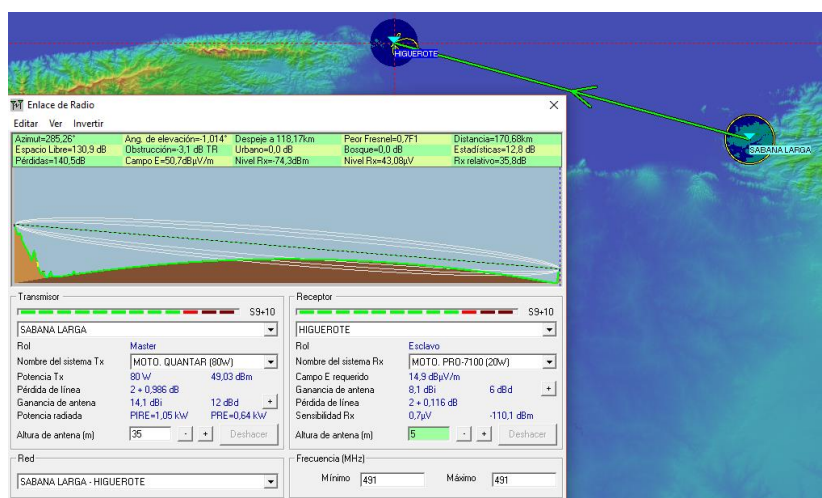 HIGUEROTE
SABANA LARGA
Enlace de Radio
Editar Ver Invertir
Azimut=285,26° Ang. de elevación=-1,014° Despeje a 118,17km Peor Fresnel=0,7F1 Distancia=170,68km
Espacio Libre=130,9 dB Obstrucción=-3,1 dB TR Urbano=0,0 dB Bosque=0,0 dB Estadísticas=12,8 dB
Pérdidas=140,5dB Campo E=50,7dBµV/m Nivel Rx=-74,3dBm Nivel Rx=43,08µV Rx relativo=35,8dB
Transmisor
S9+10
SABANA LARGA
Rol Master
Nombre del sistema Tx MOTO. QUANTAR (80W)
Potencia Tx 80 W 49,03 dBm
Pérdida de línea 2 + 0,986 dB
Ganancia de antena 14,1 dBi 12 dBd +
Potencia radiada PIRE=1,05 kW PRE=0,64 kW
Altura de antena (m) 35 - + Deshacer
Receptor
S9+10
HIGUEROTE
Rol Esclavo
Nombre del sistema Rx MOTO. PRO-7100 (20W)
Campo E requerido 14,9 dBµV/m
Ganancia de antena 8,1 dBi 6 dBd +
Pérdida de línea 2 + 0,116 dB
Sensibilidad Rx 0,7µV -110,1 dBm
Altura de antena (m) 5 - + Deshacer
Red
SABANA LARGA - HIGUEROTE
Frecuencia (MHz)
Mínimo 491 Máximo 491